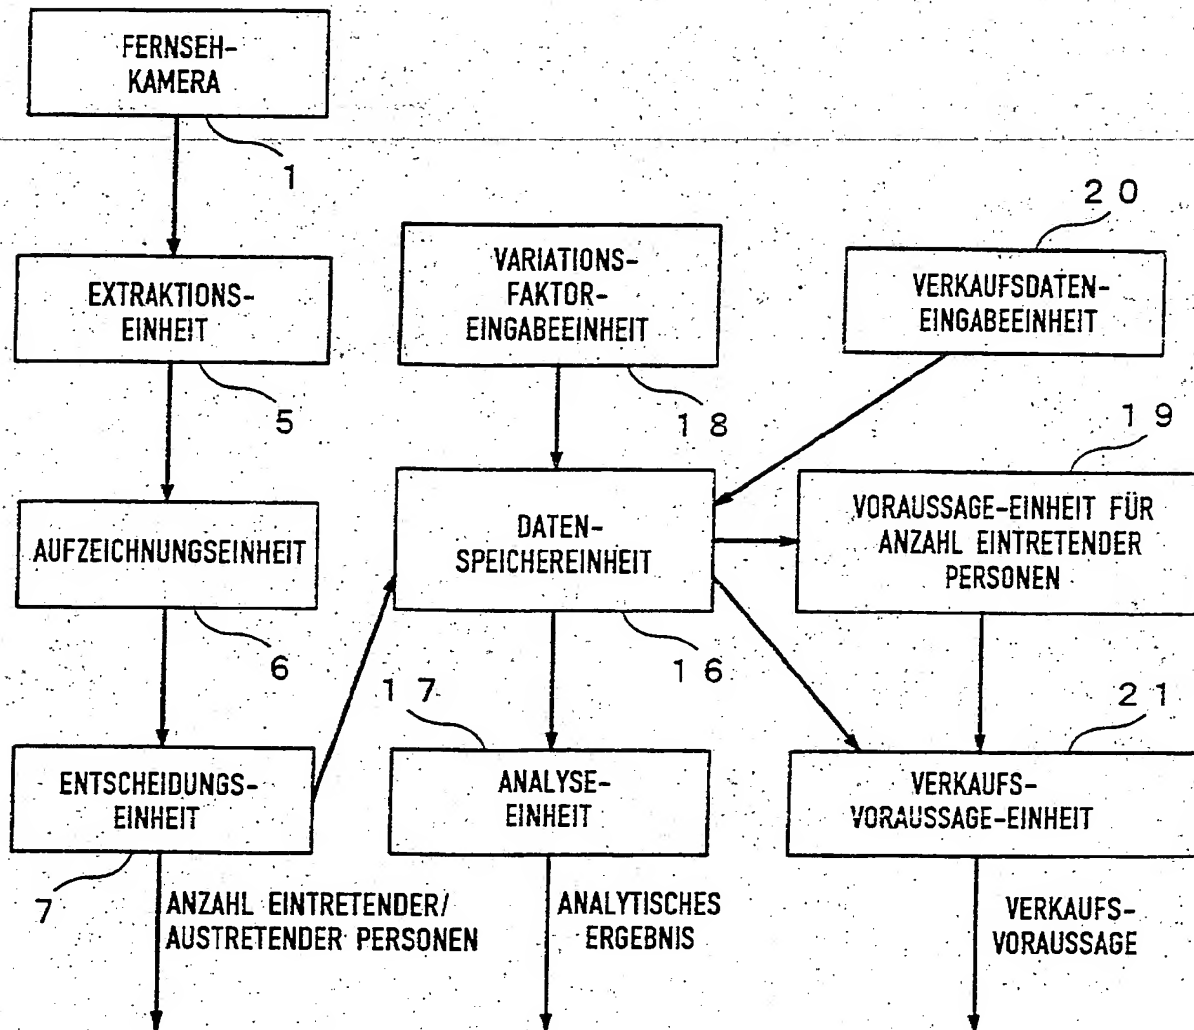 FERNSEH-
KAMERA
1
EXTRAKTIONS-
EINHEIT
5
AUFZEICHNUNGSEINHEIT
6
ENTSCHEIDUNGS-
EINHEIT
7
ANZAHL EINTRETENDER/
AUSTRETENDER PERSONEN
VARIATIONS-
FAKTOR-
EINGABEEINHEIT
18
DATEN-
SPEICHEREINHEIT
16
17
ANALYSE-
EINHEIT
ANALYTISCHES
ERGEBNIS
20
VERKAUFSDATEN-
EINGABEEINHEIT
19
VORAUSSAGE-EINHEIT FÜR
ANZAHL EINTRETENDER
PERSONEN
21
VERKAUFS-
VORAUSSAGE-EINHEIT
VERKAUFS-
VORAUSSAGE